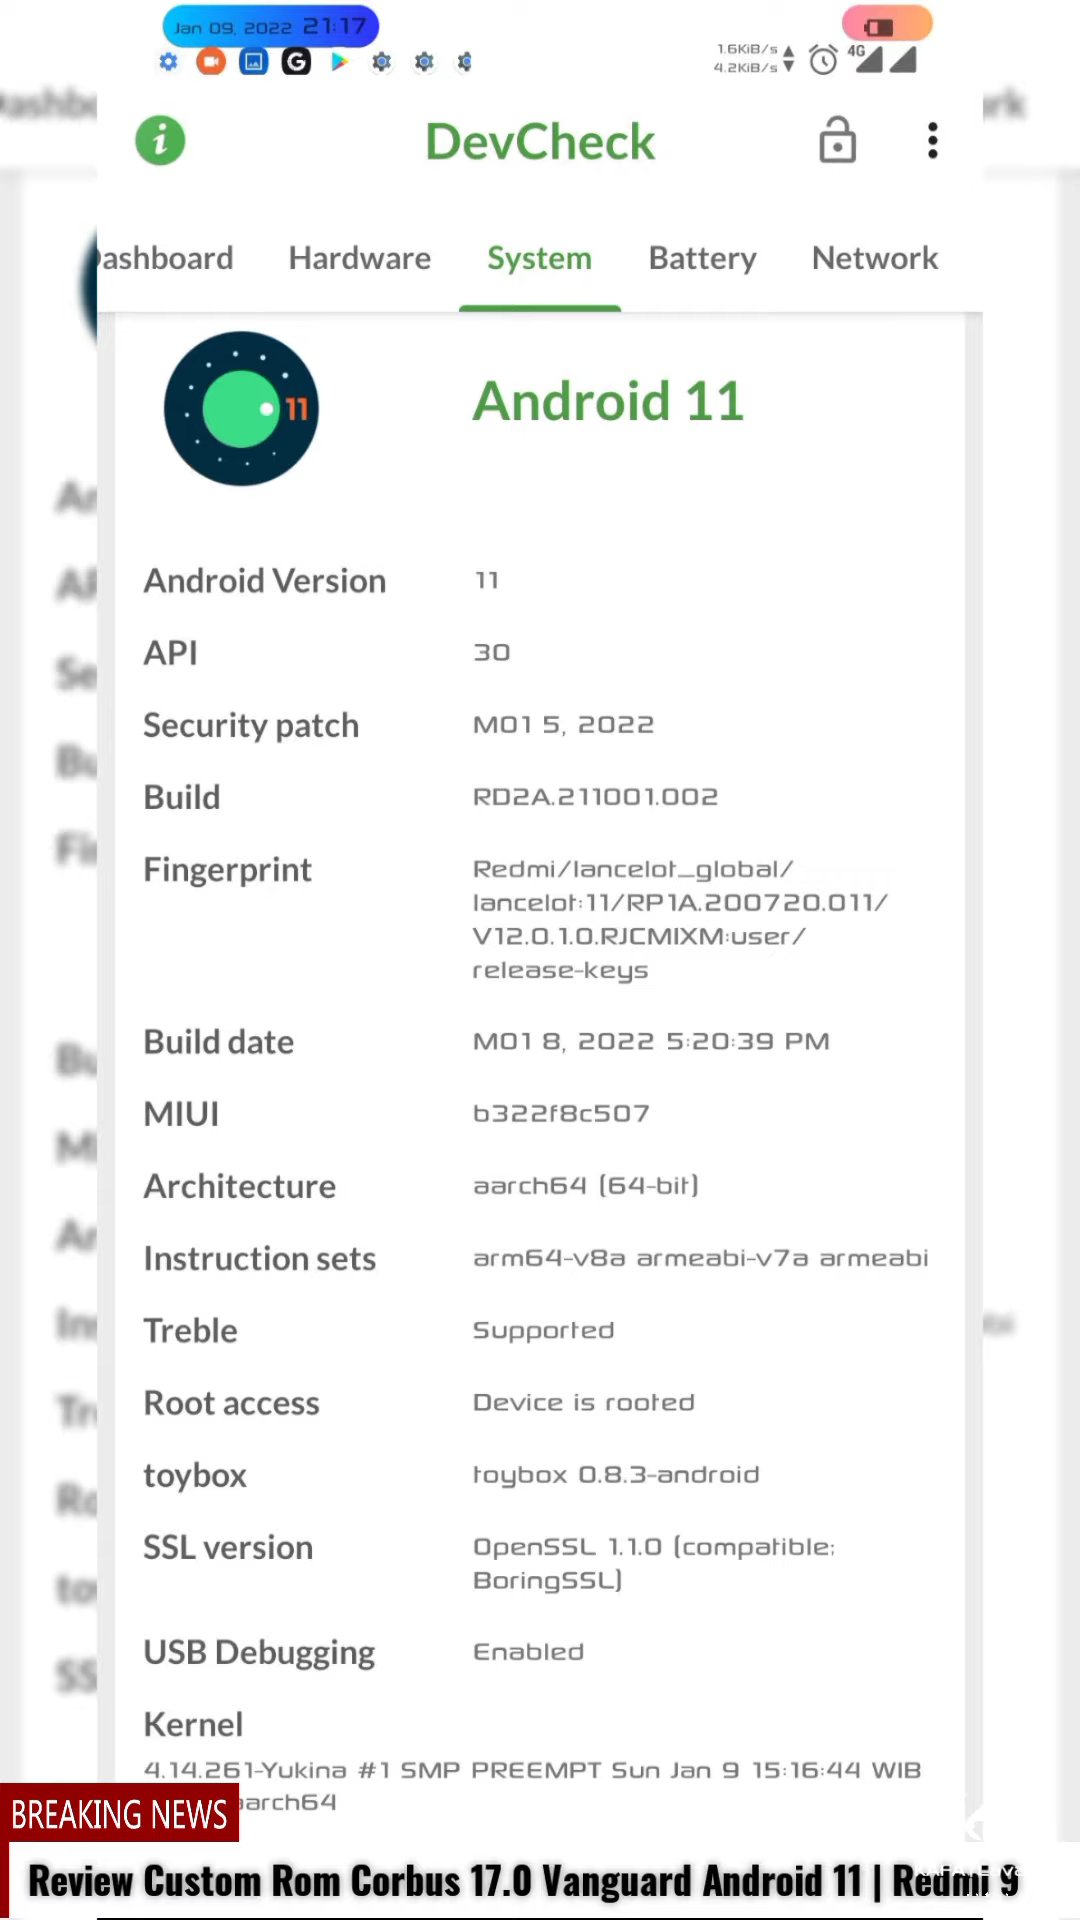 Jan 09, 2022 21:17
1.6KiB/s
4.2KiB/s
4G
DevCheck
ashboard Hardware System Battery Network
11
Android 11
Android Version 11
API 30
Security patch M01 5, 2022
Build RD2A.211001.002
Fingerprint Redmi/lancelot_global/
lancelot:11/RP1A.200720.011/
V12.0.1.0.RJCMIXM:user/
release-keys
Build date M01 8, 2022 5:20:39 PM
MIUI b322f8c507
Architecture aarch64 (64-bit)
Instruction sets arm64-v8a armeabi-v7a armeabi
Treble Supported
Root access Device is rooted
toybox toybox 0.8.3-android
SSL version OpenSSL 1.1.0 (compatible;
BoringSSL)
USB Debugging Enabled
Kernel
4.14.261-Yukina #1 SMP PREEMPT Sun Jan 9 15:16:44 WIB
aarch64
BREAKING NEWS
Review Custom Rom Corbus 17.0 Vanguard Android 11 | Redmi 9